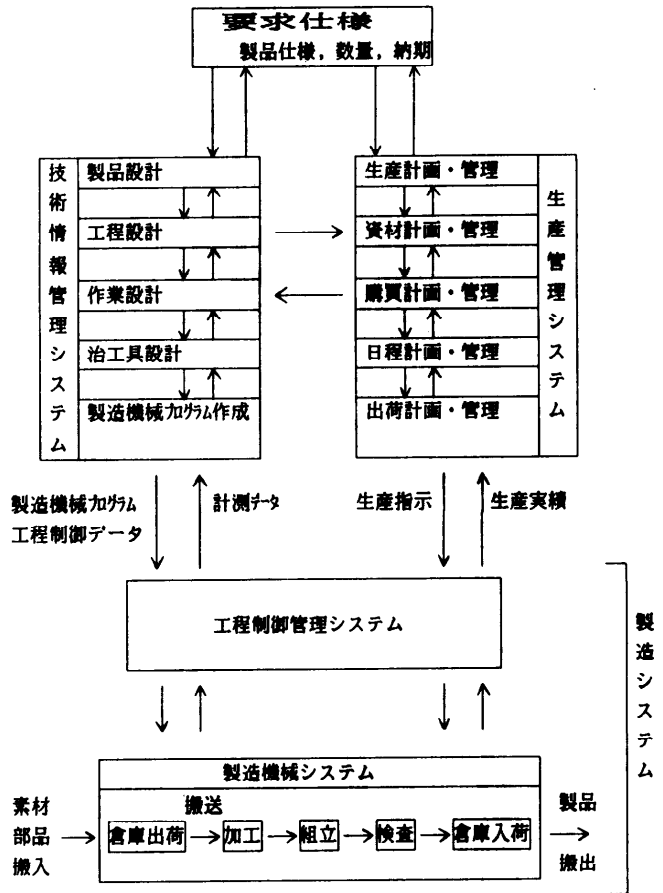 要求仕様
製品仕様，数量，納期
技術情報管理システム
製品設計
工程設計
作業設計
治工具設計
製造機械プログラム作成
生産計画・管理
資材計画・管理
購買計画・管理
日程計画・管理
出荷計画・管理
生産管理システム
製造機械プログラム
工程制御データ
計測データ
生産指示
生産実績
工程制御管理システム
製造システム
製造機械システム
素材
部品
搬入
搬送
倉庫出荷
加工
組立
検査
倉庫入荷
製品
搬出